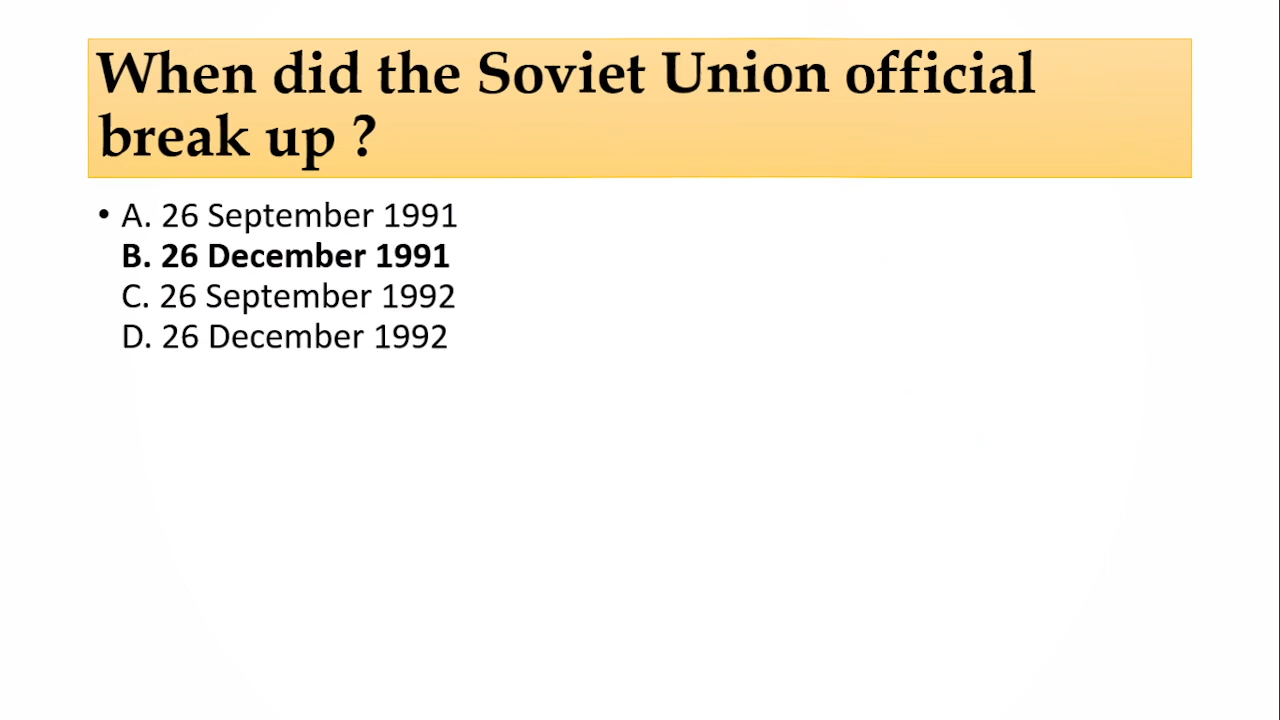 When did the Soviet Union official
break up ?
• A. 26 September 1991
B. 26 December 1991
C. 26 September 1992
D. 26 December 1992